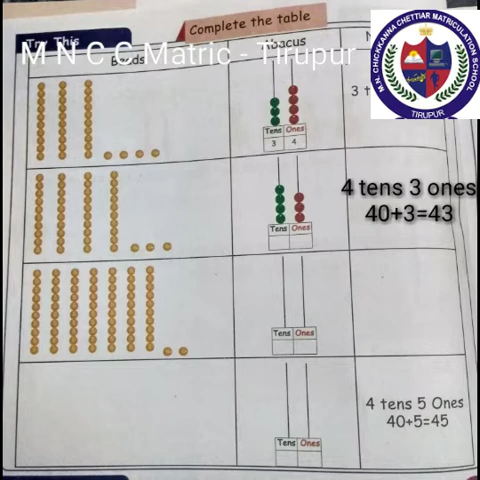 Complete the table
Try This
M N C C Matric - Tirupur
Beads
Abacus
N
M.N. CHICKKANNA CHETTIAR MATRICULATION SCHOOL
TIRUPUR
3 t
Tens Ones
3 4
4 tens 3 ones
40+3=43
Tens Ones
Tens Ones
4 tens 5 Ones
40+5=45
Tens Ones